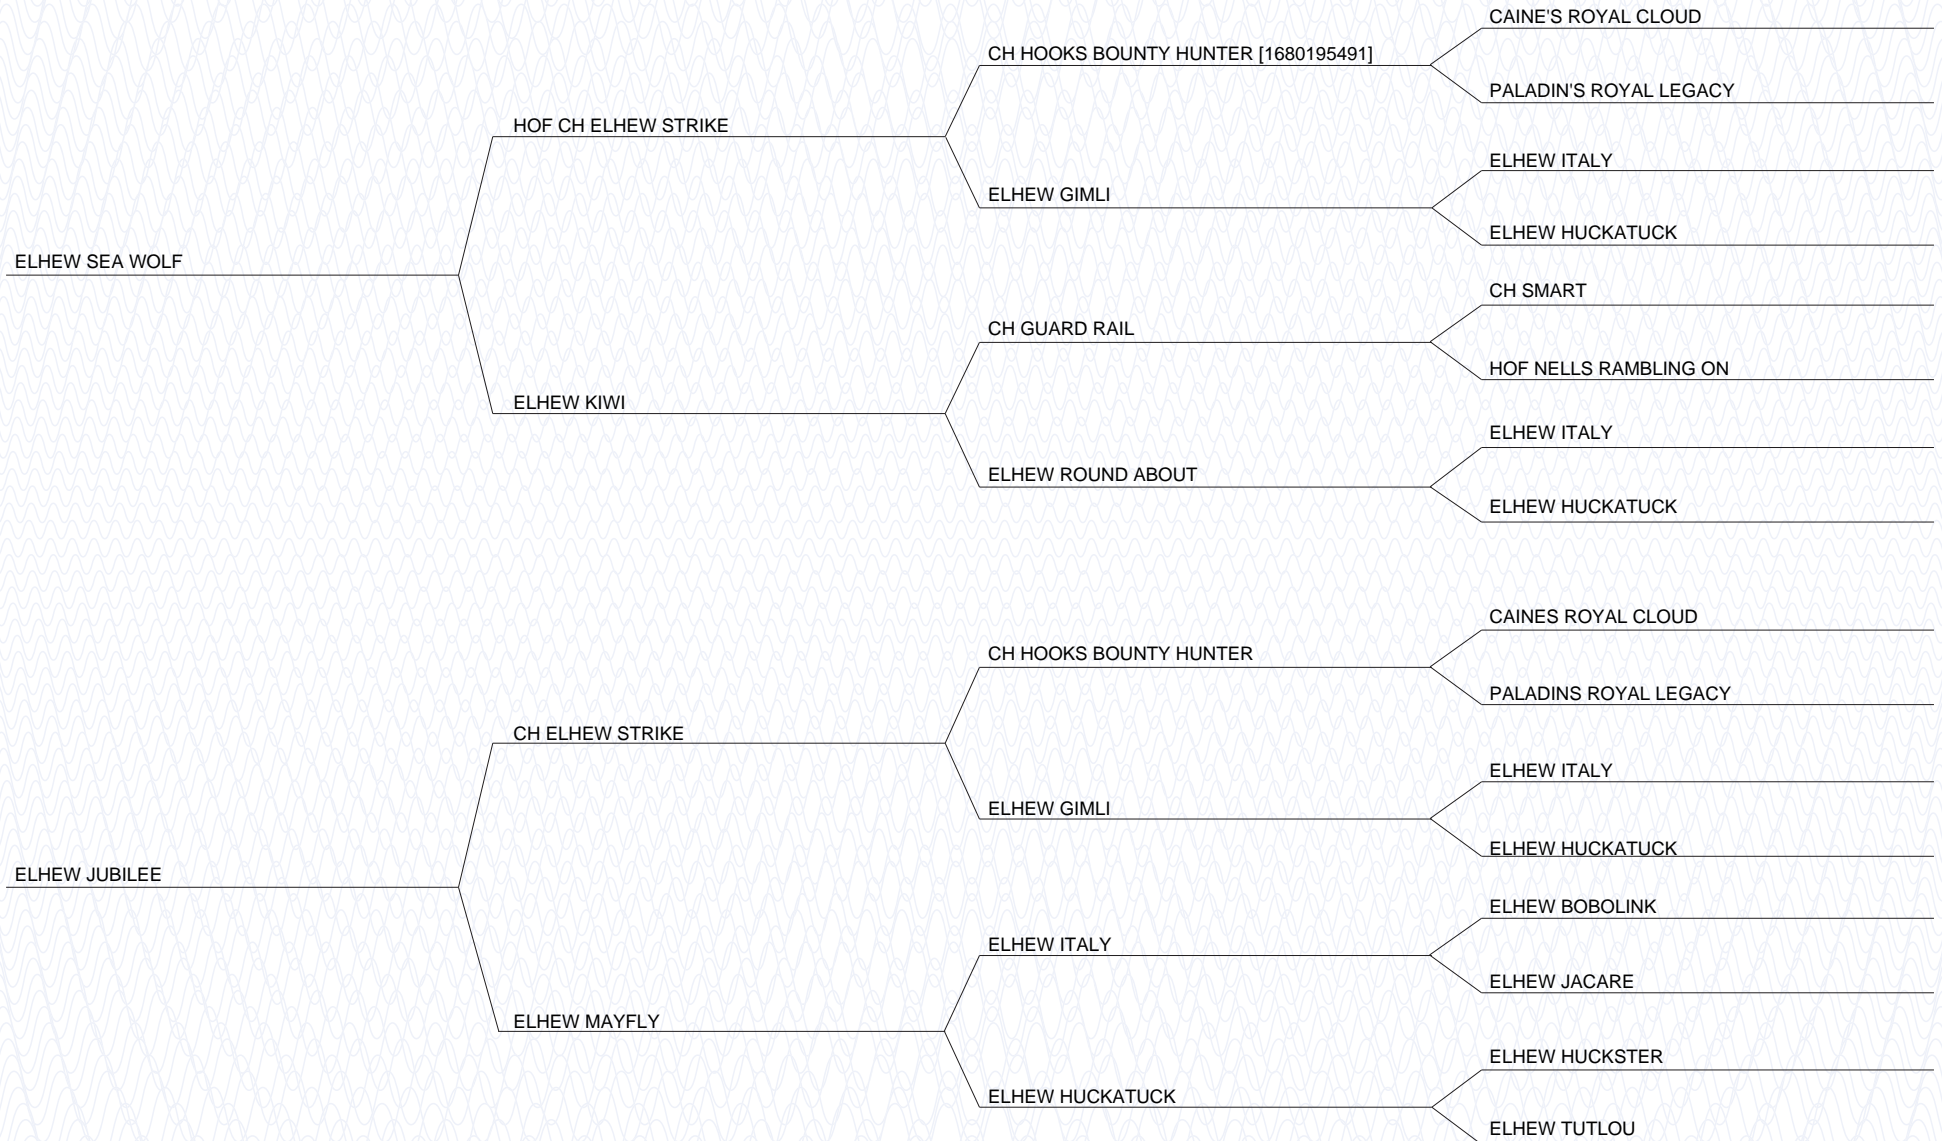 CAINE'S ROYAL CLOUD
CH HOOKS BOUNTY HUNTER [1680195491]
PALADIN'S ROYAL LEGACY
HOF CH ELHEW STRIKE
ELHEW ITALY
ELHEW GIMLI
ELHEW HUCKATUCK
ELHEW SEA WOLF
CH SMART
CH GUARD RAIL
HOF NELLS RAMBLING ON
ELHEW KIWI
ELHEW ITALY
ELHEW ROUND ABOUT
ELHEW HUCKATUCK
CAINES ROYAL CLOUD
CH HOOKS BOUNTY HUNTER
PALADINS ROYAL LEGACY
CH ELHEW STRIKE
ELHEW ITALY
ELHEW GIMLI
ELHEW HUCKATUCK
ELHEW JUBILEE
ELHEW BOBOLINK
ELHEW ITALY
ELHEW JACARE
ELHEW MAYFLY
ELHEW HUCKSTER
ELHEW HUCKATUCK
ELHEW TUTLOU